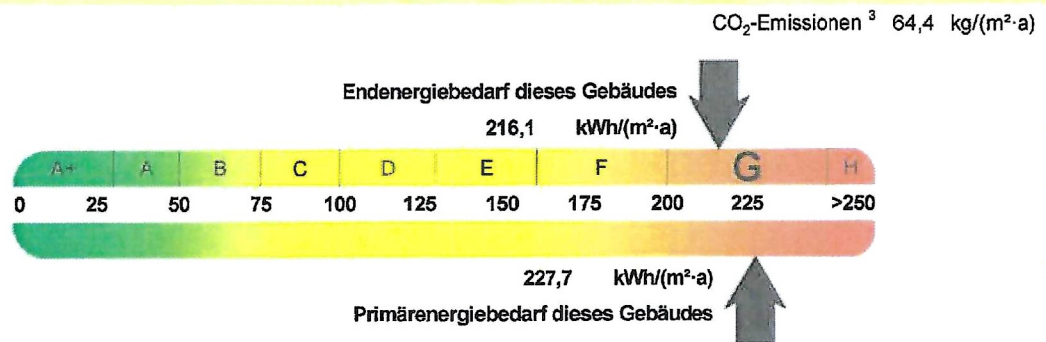 CO₂-Emissionen ³ 64,4 kg/(m²·a)
Endenergiebedarf dieses Gebäudes
216,1 kWh/(m²·a)
A+ A B C D E F G H
0 25 50 75 100 125 150 175 200 225 >250
227,7 kWh/(m²·a)
Primärenergiebedarf dieses Gebäudes